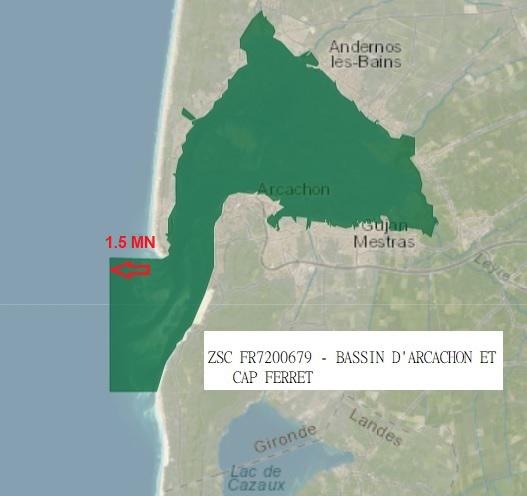 Andernos
les-Bains
Arcachon
Gujan
Mestras
1.5 MN
Leyre
ZSC FR7200679 - BASSIN D'ARCACHON ET
CAP FERRET
Gironde
Landes
Lac de
Cazaux